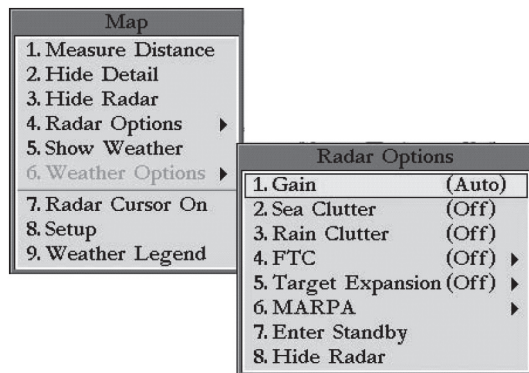 Map
1. Measure Distance
2. Hide Detail
3. Hide Radar
4. Radar Options
5. Show Weather
6. Weather Options
7. Radar Cursor On
8. Setup
9. Weather Legend
Radar Options
1. Gain (Auto)
2. Sea Clutter (Off)
3. Rain Clutter (Off)
4. FTC (Off)
5. Target Expansion (Off)
6. MARPA
7. Enter Standby
8. Hide Radar